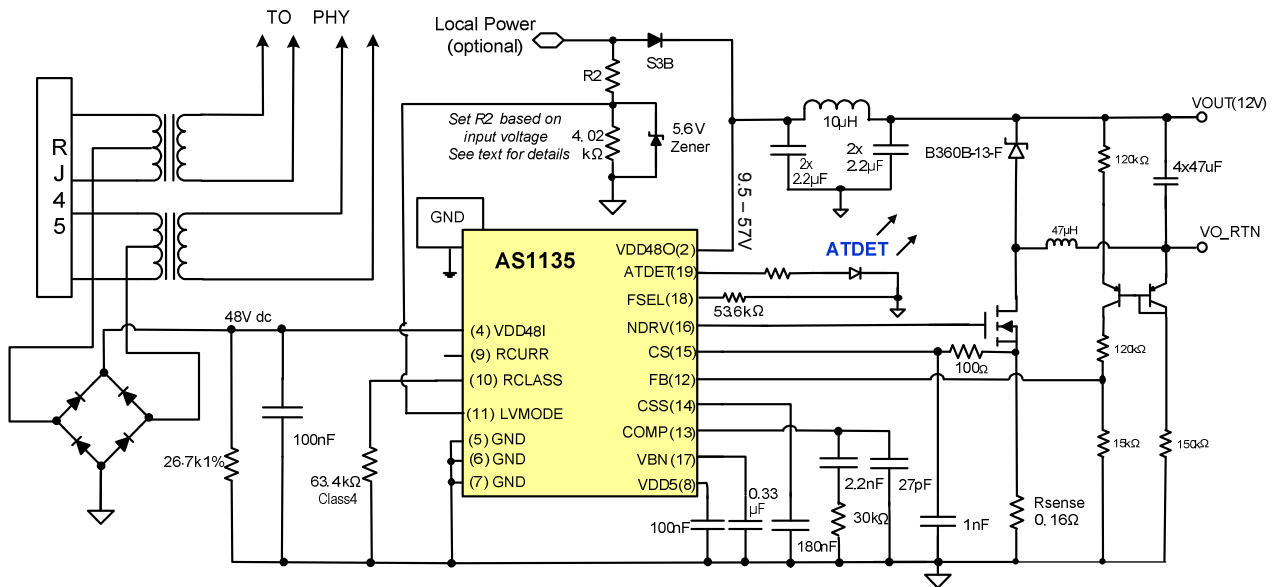 TO PHY
Local Power
(optional)
S3B
R2
RJ45
Set R2 based on
input voltage
See text for details
4.02
kΩ
5.6V
Zener
10µH
2x
2.2µF
2x
2.2µF
9.5 – 57V
B360B-13-F
120kΩ
4x47uF
VOUT(12V)
VO_RTN
47µH
GND
AS1135
VDD48O(2)
ATDET(19)
FSEL(18)
NDRV(16)
CS(15)
FB(12)
CSS(14)
COMP(13)
VBN(17)
VDD5(8)
(4) VDD48I
(9) RCURR
(10) RCLASS
(11) LVMODE
(5) GND
(6) GND
(7) GND
ATDET
53.6kΩ
48V dc
100Ω
120kΩ
26.7k1%
100nF
63.4kΩ
Class4
100nF
0.33
µF
180nF
2.2nF
30kΩ
27pF
1nF
Rsense
0.16Ω
15kΩ
150kΩ